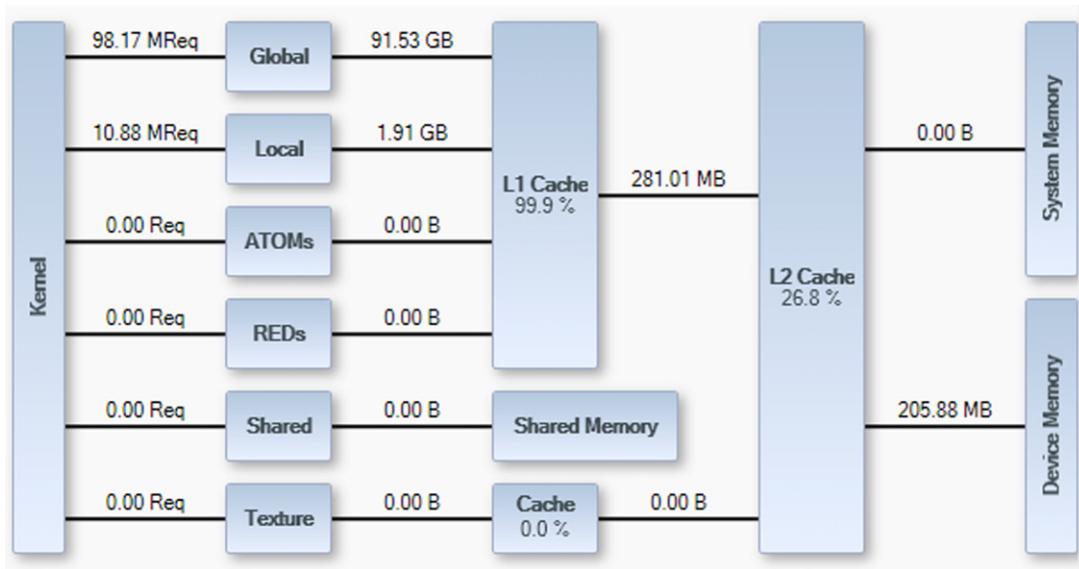 Kernel
98.17 MReq
Global
91.53 GB
10.88 MReq
Local
1.91 GB
0.00 Req
ATOMs
0.00 B
0.00 Req
REDs
0.00 B
0.00 Req
Shared
0.00 B
0.00 Req
Texture
0.00 B
L1 Cache
99.9 %
281.01 MB
Shared Memory
Cache
0.0 %
0.00 B
L2 Cache
26.8 %
0.00 B
System Memory
205.88 MB
Device Memory